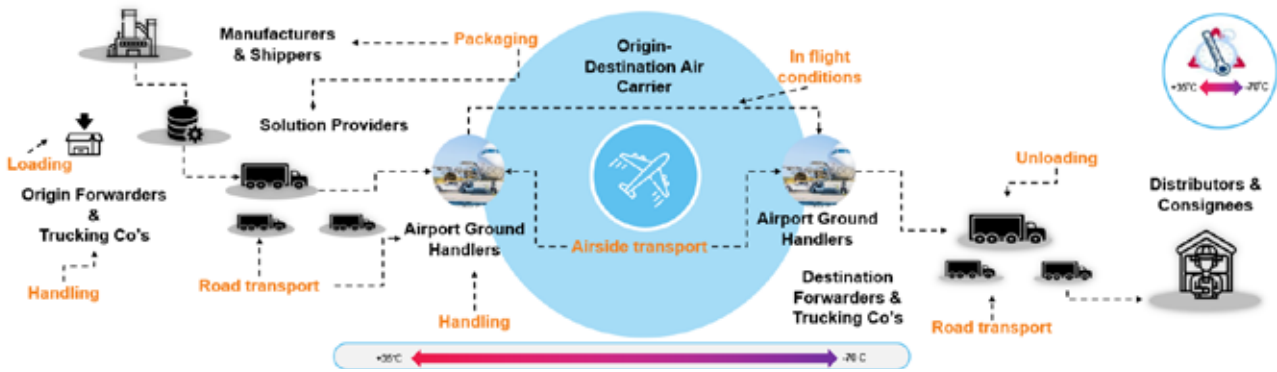 Manufacturers
& Shippers
Packaging
Origin-
Destination Air
Carrier
In flight
conditions
+35°C
-70°C
Solution Providers
Loading
Origin Forwarders
&
Trucking Co's
Handling
Road transport
Airport Ground
Handlers
Handling
Airside transport
Airport Ground
Handlers
Destination
Forwarders &
Trucking Co's
Unloading
Road transport
Distributors &
Consignees
+35°C
-70 C